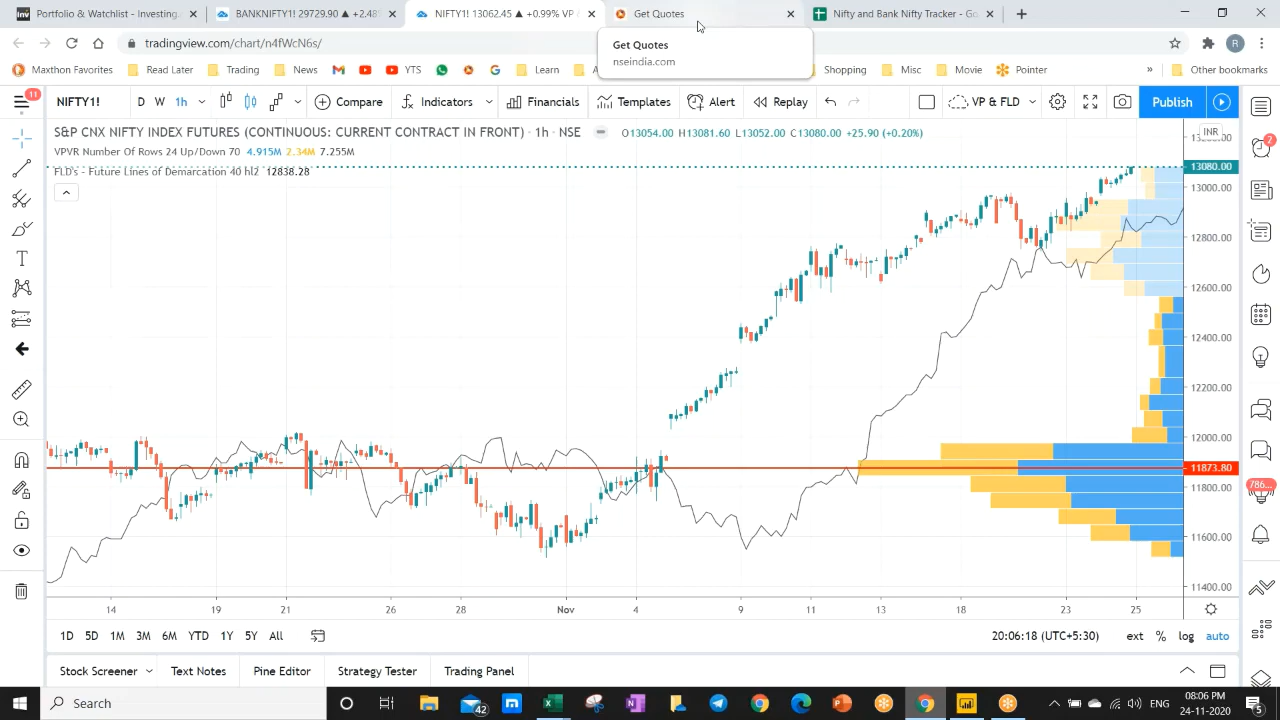 Portfolio & Watchlist - Investing.
BANKNIFTY1! 29729.90 ▲ +2.48%
NIFTY1! 13062.45 ▲ +0.99% VP &
Get Quotes
Nifty and Bank Nifty Tracker - Go
tradingview.com/chart/n4fWcN6s/
R
Get Quotes
nseindia.com
Maxthon Favorites
Read Later
Trading
News
YTS
Learn
Shopping
Misc
Movie
Pointer
»
Other bookmarks
11
NIFTY1!
D
W
1h
Compare
Indicators
Financials
Templates
Alert
Replay
VP & FLD
Publish
S&P CNX NIFTY INDEX FUTURES (CONTINUOUS: CURRENT CONTRACT IN FRONT) · 1h · NSE
O13054.00 H13081.60 L13052.00 C13080.00 +25.90 (+0.20%)
VPVR Number Of Rows 24 Up/Down 70 4.915M 2.34M 7.255M
FLD's - Future Lines of Demarcation 40 hl2 12838.28
INR
2
13080.00
13000.00
12800.00
12600.00
12400.00
12200.00
12000.00
11873.80
11800.00
11600.00
11400.00
786...
14 19 21 26 28 Nov 4 9 11 13 18 23 25
1D 5D 1M 3M 6M YTD 1Y 5Y All
20:06:18 (UTC+5:30)
ext % log auto
Stock Screener
Text Notes
Pine Editor
Strategy Tester
Trading Panel
Search
42
ENG
08:06 PM
24-11-2020
5